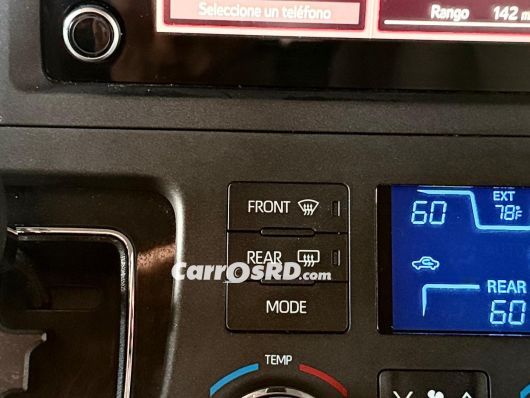 Seleccione un teléfono
Rango 142 m
FRONT
60
EXT
78°F
REAR
CarrOsRD.com
MODE
REAR
60
TEMP